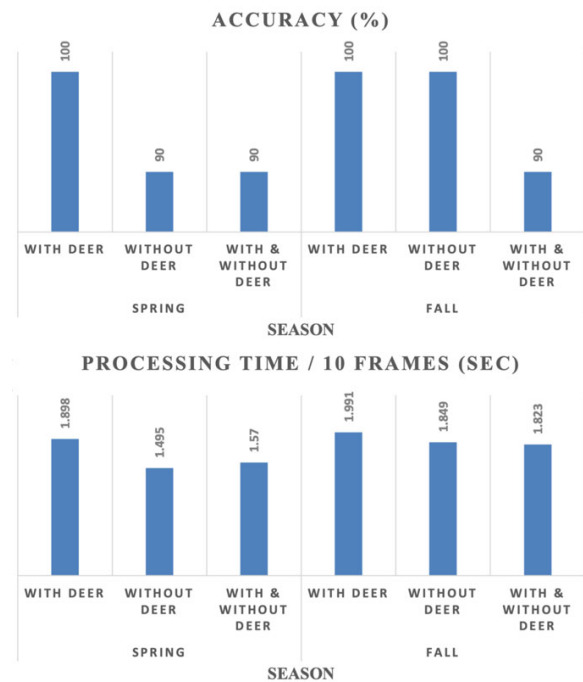 ACCURACY (%)
100
90
90
100
100
90
WITH DEER
WITHOUT
DEER
WITH &
WITHOUT
DEER
WITH DEER
WITHOUT
DEER
WITH &
WITHOUT
DEER
SPRING
FALL
SEASON
PROCESSING TIME / 10 FRAMES (SEC)
1.898
1.495
1.57
1.991
1.849
1.823
WITH DEER
WITHOUT
DEER
WITH &
WITHOUT
DEER
WITH DEER
WITHOUT
DEER
WITH &
WITHOUT
DEER
SPRING
FALL
SEASON